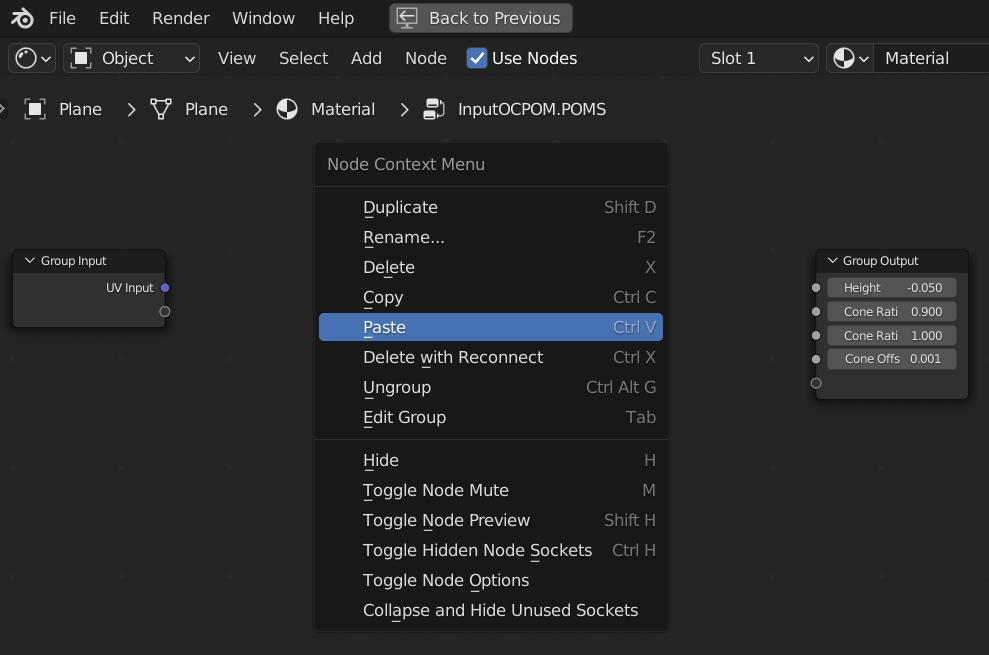 File Edit Render Window Help Back to Previous
Object View Select Add Node Use Nodes Slot 1 Material
Plane Plane Material InputOCPOM.POMS
Node Context Menu
Duplicate Shift D
Rename... F2
Delete X
Copy Ctrl C
Paste Ctrl V
Delete with Reconnect Ctrl X
Ungroup Ctrl Alt G
Edit Group Tab
Hide H
Toggle Node Mute M
Toggle Node Preview Shift H
Toggle Hidden Node Sockets Ctrl H
Toggle Node Options
Collapse and Hide Unused Sockets
Group Input
UV Input
Group Output
Height -0.050
Cone Rati 0.900
Cone Rati 1.000
Cone Offs 0.001